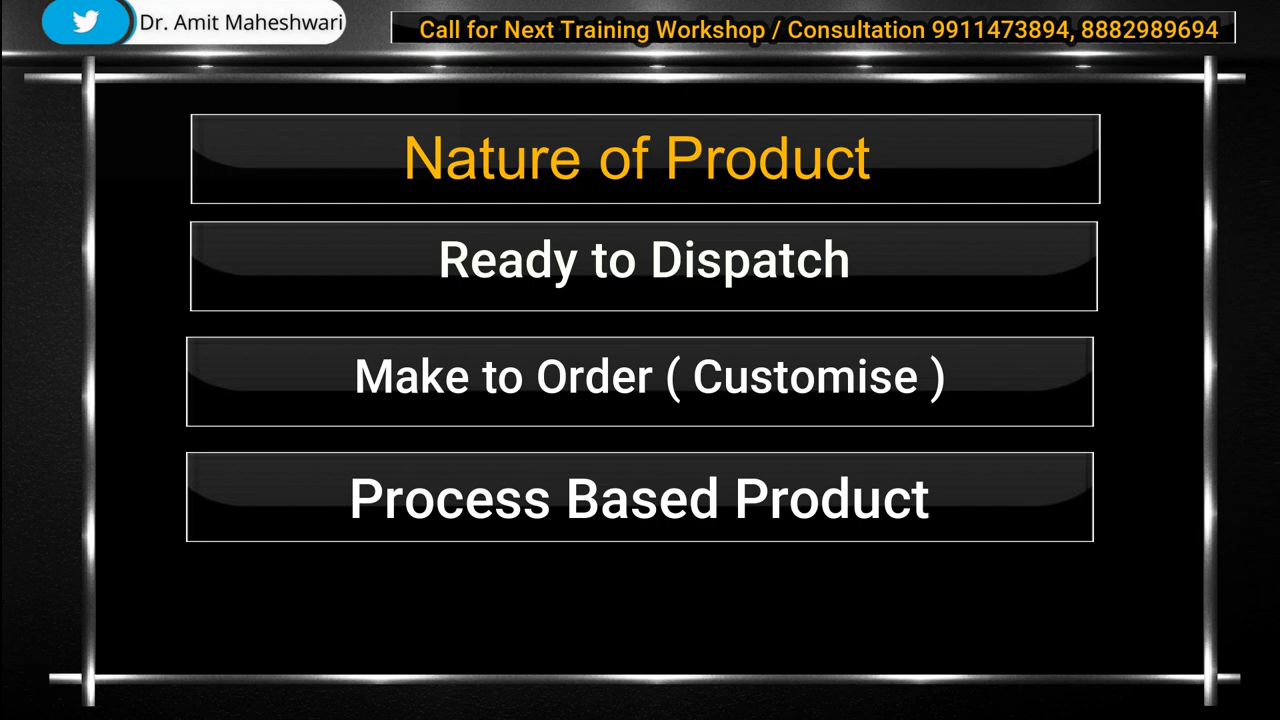 Dr. Amit Maheshwari
Call for Next Training Workshop / Consultation 9911473894, 8882989694
Nature of Product
Ready to Dispatch
Make to Order ( Customise )
Process Based Product